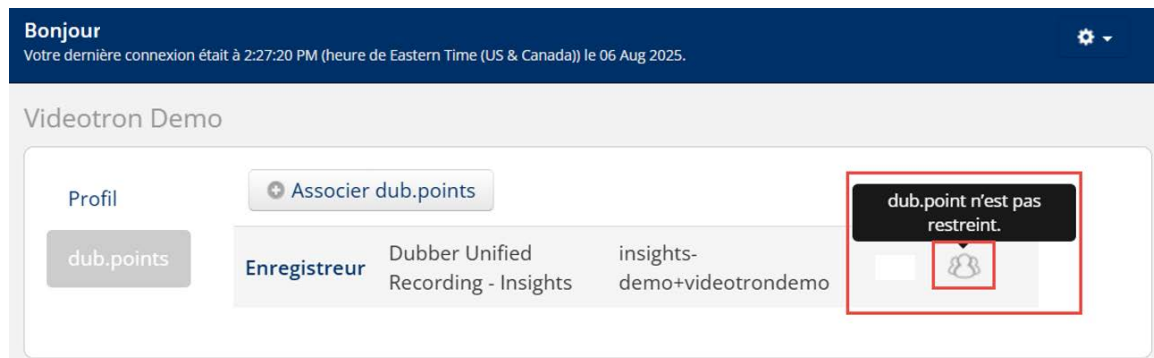 Bonjour
Votre dernière connexion était à 2:27:20 PM (heure de Eastern Time (US & Canada)) le 06 Aug 2025.
Videotron Demo
Profil
Associer dub.points
dub.point n'est pas
restreint.
dub.points
Enregistreur
Dubber Unified
Recording - Insights
insights-
demo+videotrondemo